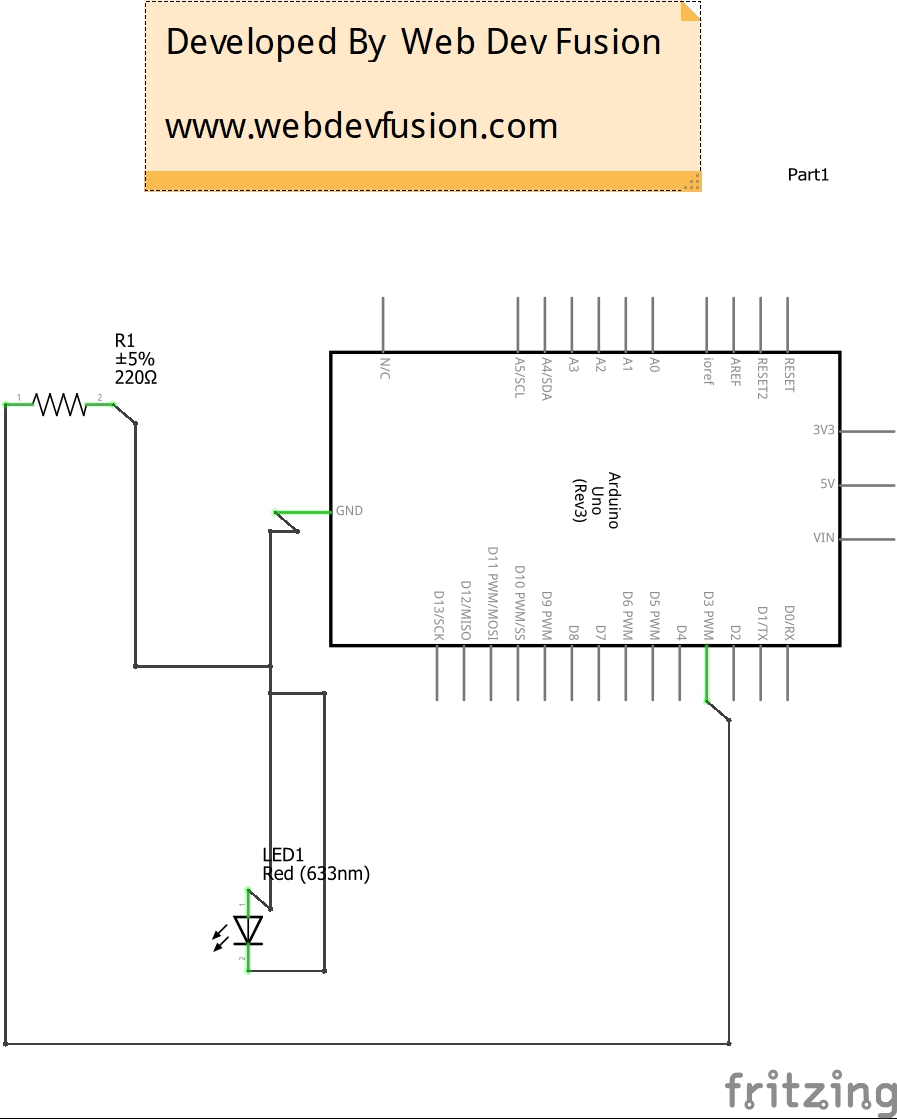 Developed By Web Dev Fusion
www.webdevfusion.com
Part1
R1
±5%
220Ω
1
2
N/C
A5/SCL
A4/SDA
A3
A2
A1
A0
ioref
AREF
RESET2
RESET
3V3
5V
VIN
GND
Arduino
Uno
(Rev3)
D13/SCK
D12/MISO
D11 PWM/MOSI
D10 PWM/SS
D9 PWM
D8
D7
D6 PWM
D5 PWM
D4
D3 PWM
D2
D1/TX
D0/RX
LED1
Red (633nm)
1
2
fritzing